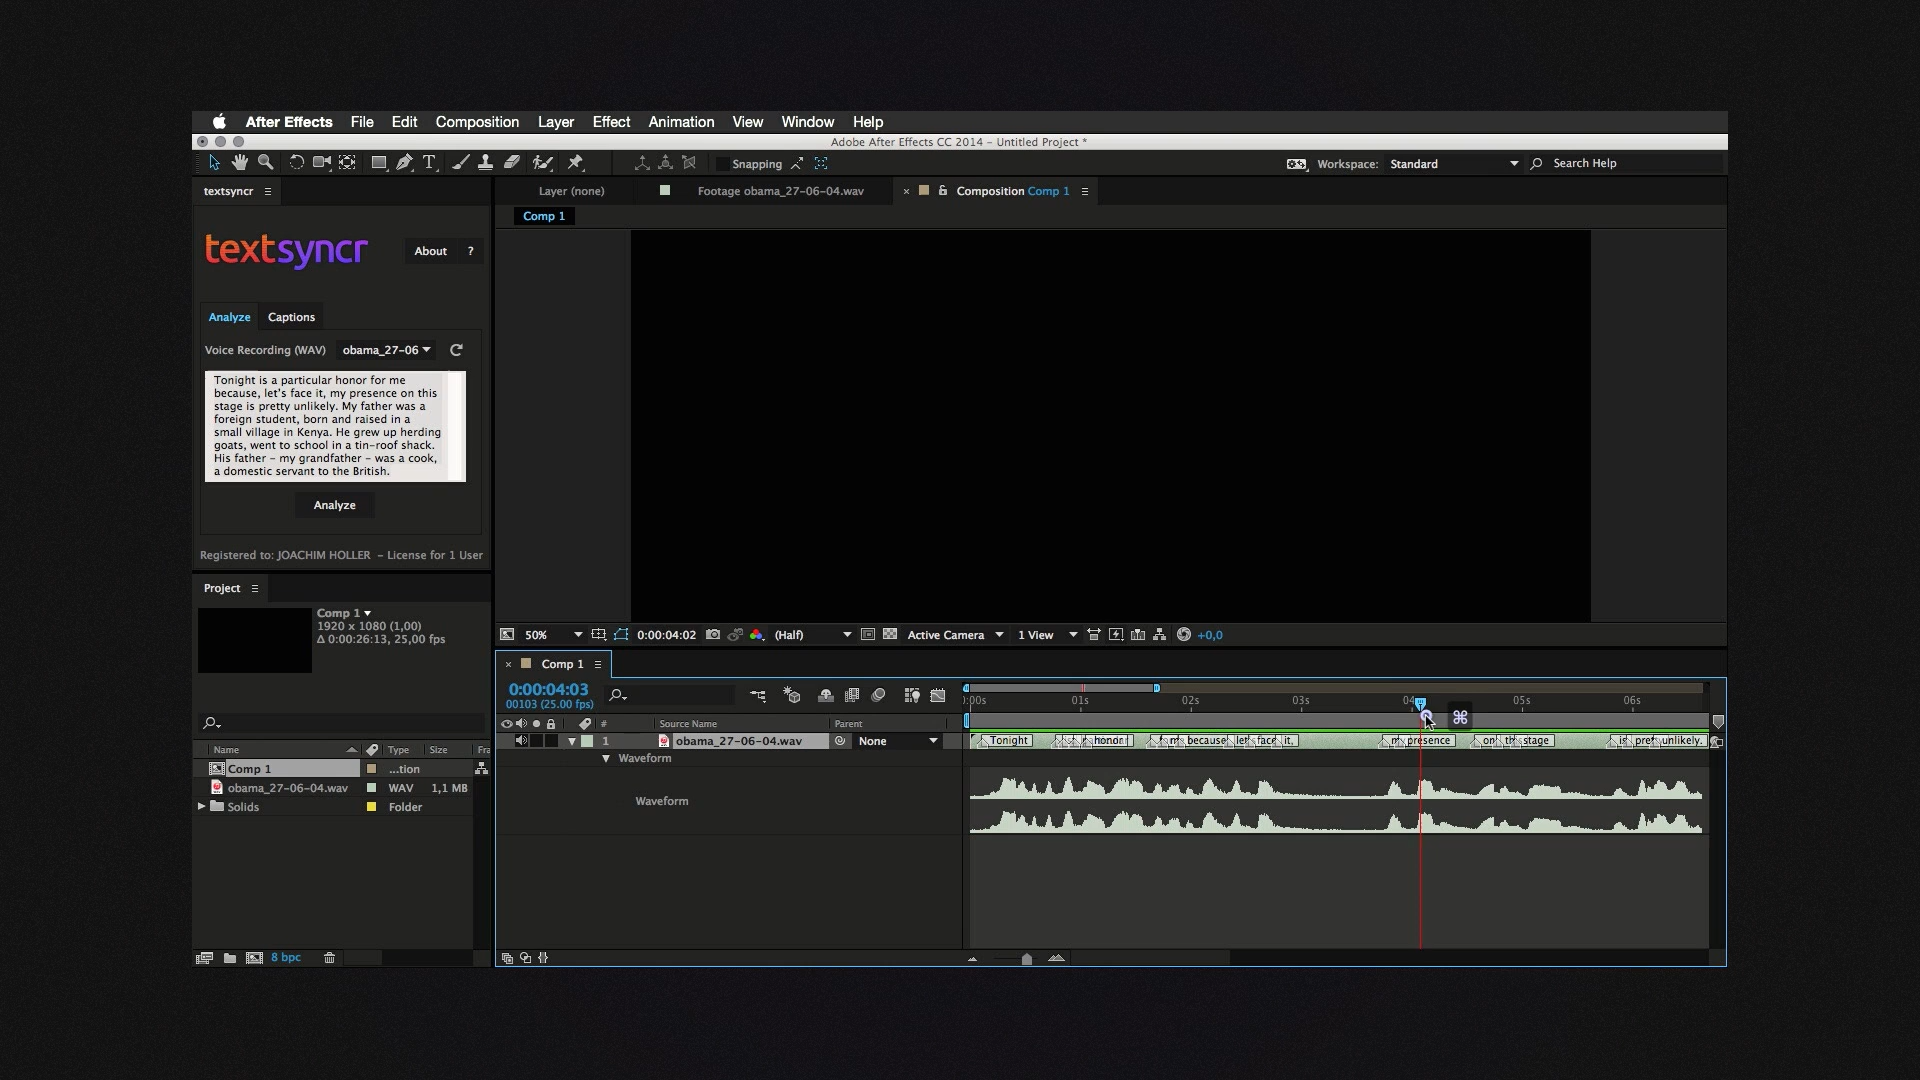 After Effects File Edit Composition Layer Effect Animation View Window Help
Adobe After Effects CC 2014 - Untitled Project *
Snapping
Workspace: Standard
Search Help
textsyncr
textsyncr
About ?
Analyze Captions
Voice Recording (WAV) obama_27-06
Tonight is a particular honor for me
because, let's face it, my presence on this
stage is pretty unlikely. My father was a
foreign student, born and raised in a
small village in Kenya. He grew up herding
goats, went to school in a tin-roof shack.
His father - my grandfather - was a cook,
a domestic servant to the British.
Analyze
Registered to: JOACHIM HOLLER - License for 1 User
Layer (none) Footage obama_27-06-04.wav × Composition Comp 1
Comp 1
50% 0:00:04:02 (Half) Active Camera 1 View +0,0
Project
Comp 1
1920 x 1080 (1,00)
Δ 0:00:26:13, 25,00 fps
Name Type Size Fra
Comp 1 ...tion
obama_27-06-04.wav WAV 1,1 MB
Solids Folder
8 bpc
× Comp 1
0:00:04:03
00103 (25.00 fps)
# Source Name Parent
1 obama_27-06-04.wav None
Waveform
Waveform
:00s 01s 02s 03s 04 05s 06s
⌘
Tonight honor because let face it, presence on th stage is pret unlikely.